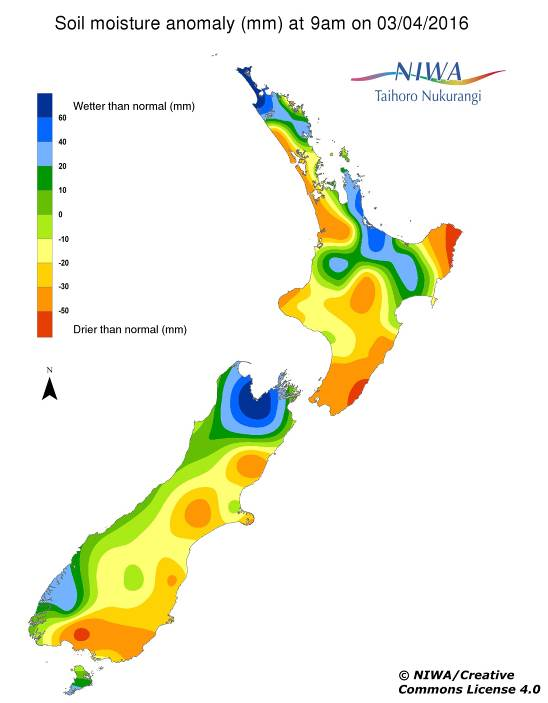 Soil moisture anomaly (mm) at 9am on 03/04/2016
NIWA
Taihoro Nukurangi
Wetter than normal (mm)
60
40
20
10
0
-10
-20
-30
-50
Drier than normal (mm)
N
© NIWA/Creative
Commons License 4.0